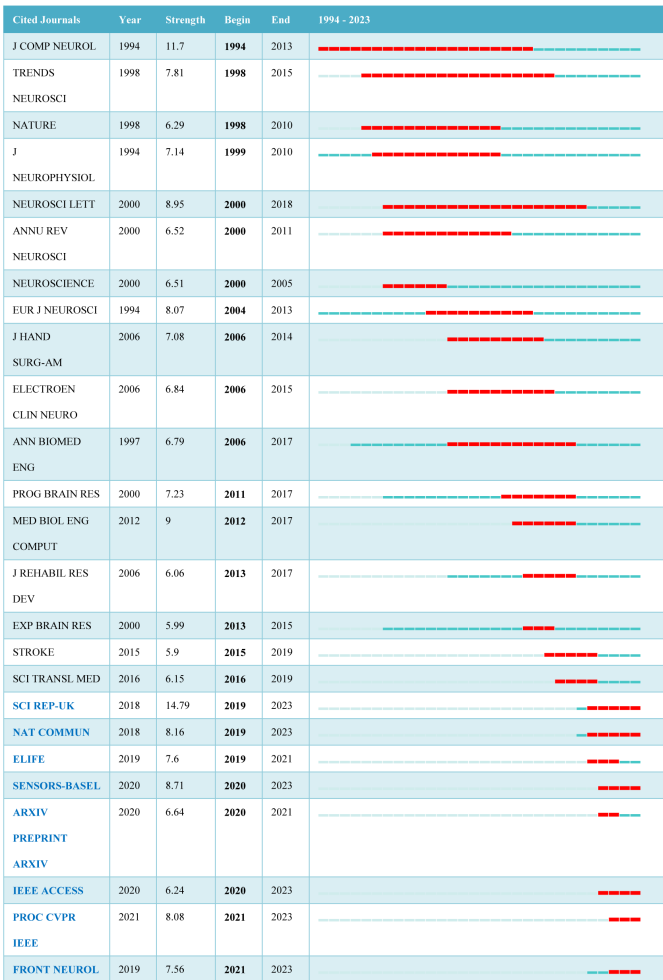 Cited Journals Year Strength Begin End 1994 - 2023
J COMP NEUROL 1994 11.7 1994 2013
TRENDS 1998 7.81 1998 2015
NEUROSCI
NATURE 1998 6.29 1998 2010
J 1994 7.14 1999 2010
NEUROPHYSIOL
NEUROSCI LETT 2000 8.95 2000 2018
ANNU REV 2000 6.52 2000 2011
NEUROSCI
NEUROSCIENCE 2000 6.51 2000 2005
EUR J NEUROSCI 1994 8.07 2004 2013
J HAND 2006 7.08 2006 2014
SURG-AM
ELECTROEN 2006 6.84 2006 2015
CLIN NEURO
ANN BIOMED 1997 6.79 2006 2017
ENG
PROG BRAIN RES 2000 7.23 2011 2017
MED BIOL ENG 2012 9 2012 2017
COMPUT
J REHABIL RES 2006 6.06 2013 2017
DEV
EXP BRAIN RES 2000 5.99 2013 2015
STROKE 2015 5.9 2015 2019
SCI TRANSL MED 2016 6.15 2016 2019
SCI REP-UK 2018 14.79 2019 2023
NAT COMMUN 2018 8.16 2019 2023
ELIFE 2019 7.6 2019 2021
SENSORS-BASEL 2020 8.71 2020 2023
ARXIV 2020 6.64 2020 2021
PREPRINT
ARXIV
IEEE ACCESS 2020 6.24 2020 2023
PROC CVPR 2021 8.08 2021 2023
IEEE
FRONT NEUROL 2019 7.56 2021 2023